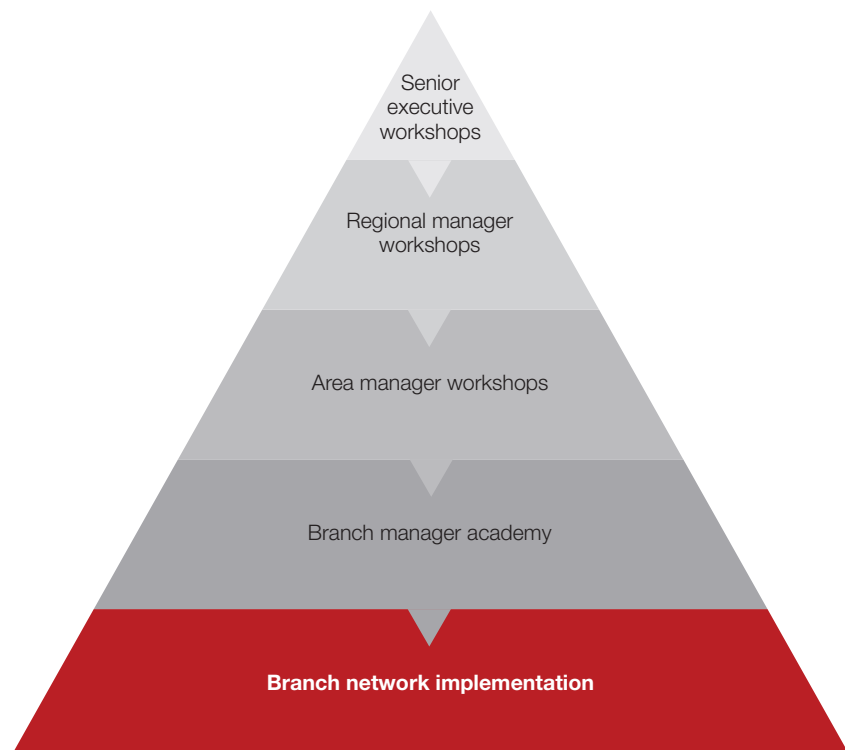 Senior
executive
workshops
Regional manager
workshops
Area manager workshops
Branch manager academy
Branch network implementation